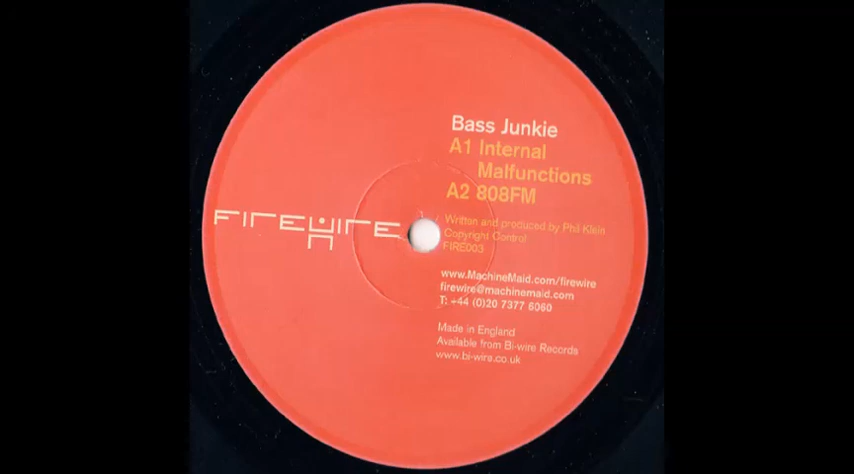 Bass Junkie
A1 Internal
Malfunctions
A2 808FM
FIREWIRE
Written and produced by Phil Klein
Copyright Control
FIRE003
www.MachineMaid.com/firewire
firewire@machinemaid.com
T: +44 (0)20 7377 6060
Made in England
Available from Bi-wire Records
www.bi-wire.co.uk